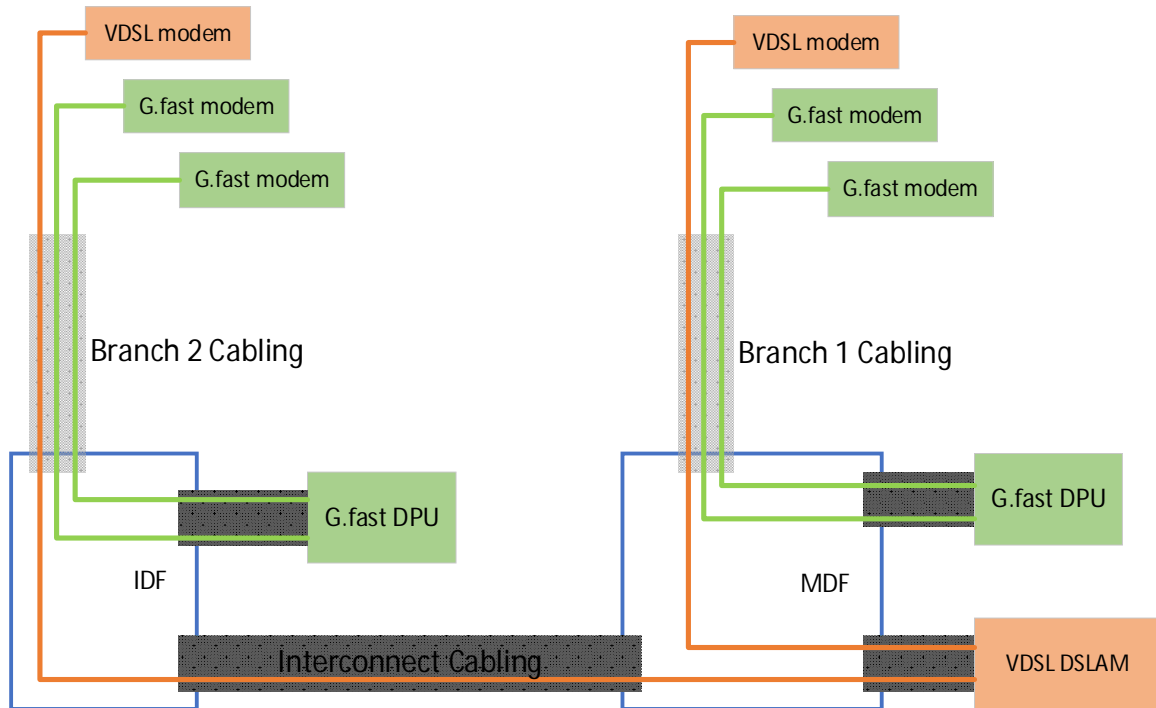 VDSL modem
VDSL modem
G.fast modem
G.fast modem
G.fast modem
G.fast modem
Branch 2 Cabling
Branch 1 Cabling
G.fast DPU
G.fast DPU
IDF
MDF
Interconnect Cabling
VDSL DSLAM